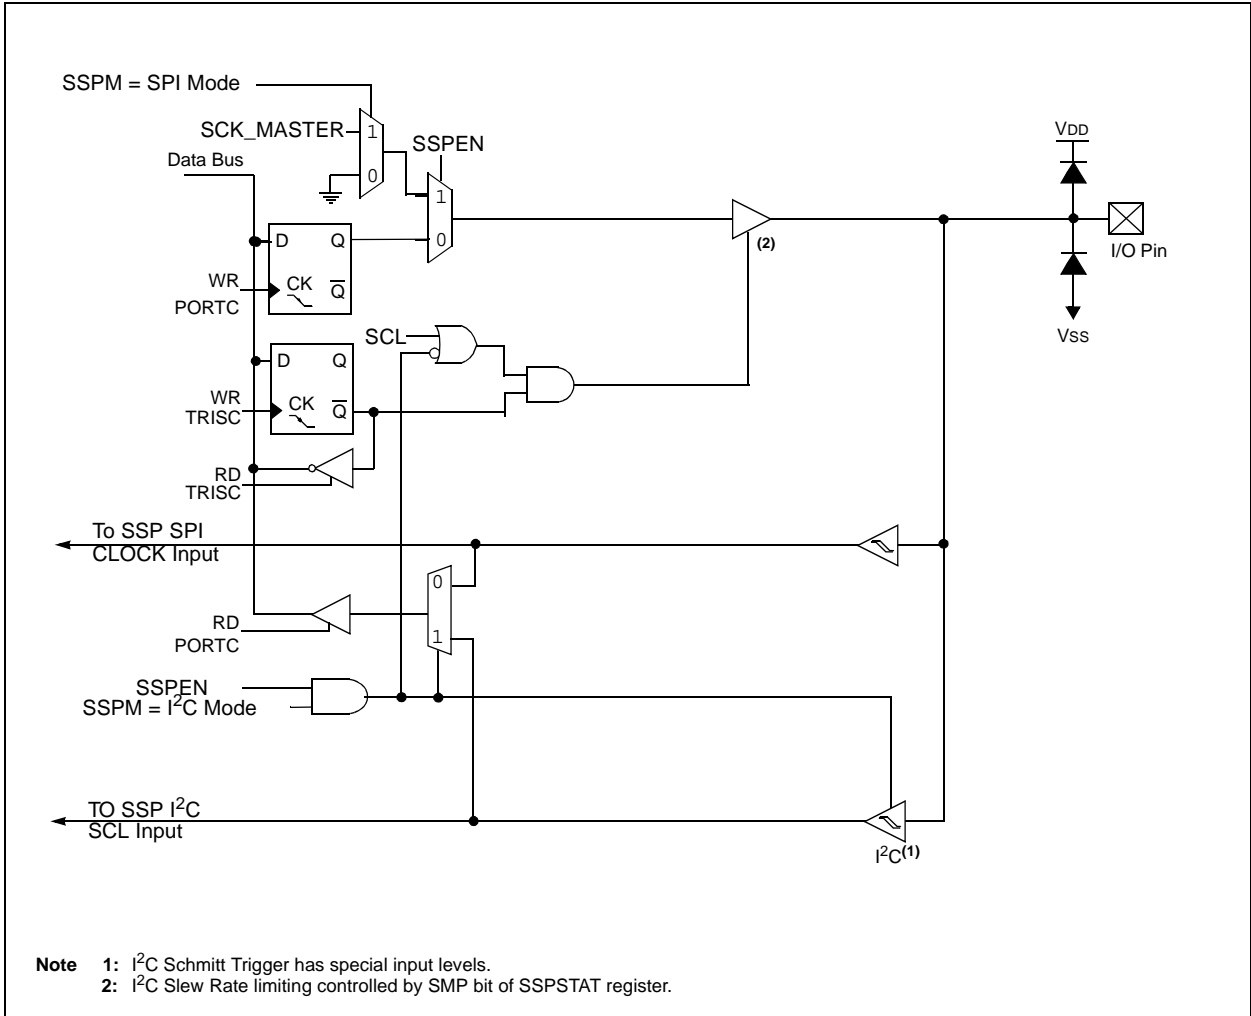 SSPM = SPI Mode
SCK_MASTER
1
SSPEN
VDD
Data Bus
0
1
D
Q
0
(2)
I/O Pin
WR
PORTC
CK
Q
SCL
VSS
D
Q
WR
TRISC
CK
Q
RD
TRISC
To SSP SPI
CLOCK Input
0
RD
PORTC
1
SSPEN
SSPM = I2C Mode
TO SSP I2C
SCL Input
I2C(1)
Note 1: I2C Schmitt Trigger has special input levels.
2: I2C Slew Rate limiting controlled by SMP bit of SSPSTAT register.